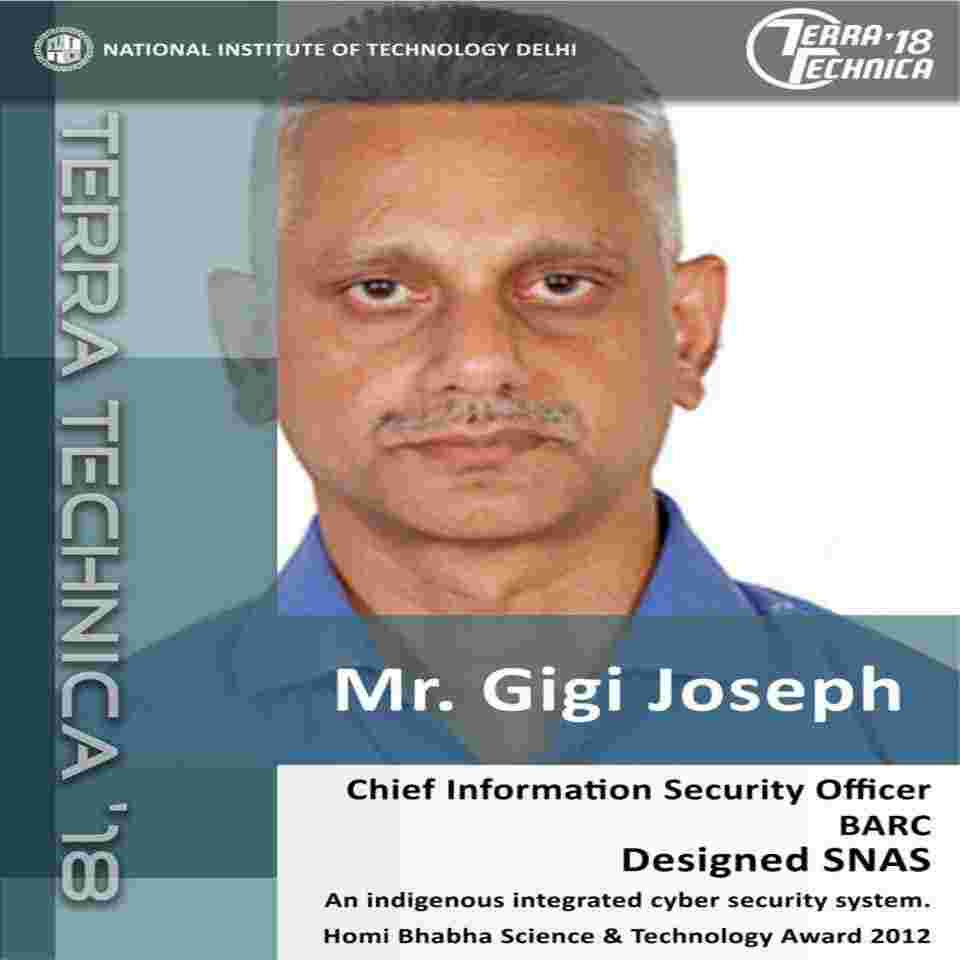 NATIONAL INSTITUTE OF TECHNOLOGY DELHI
TERRA'18
TECHNICA
TERRA TECHNICA '18
Mr. Gigi Joseph
Chief Information Security Officer
BARC
Designed SNAS
An indigenous integrated cyber security system.
Homi Bhabha Science & Technology Award 2012